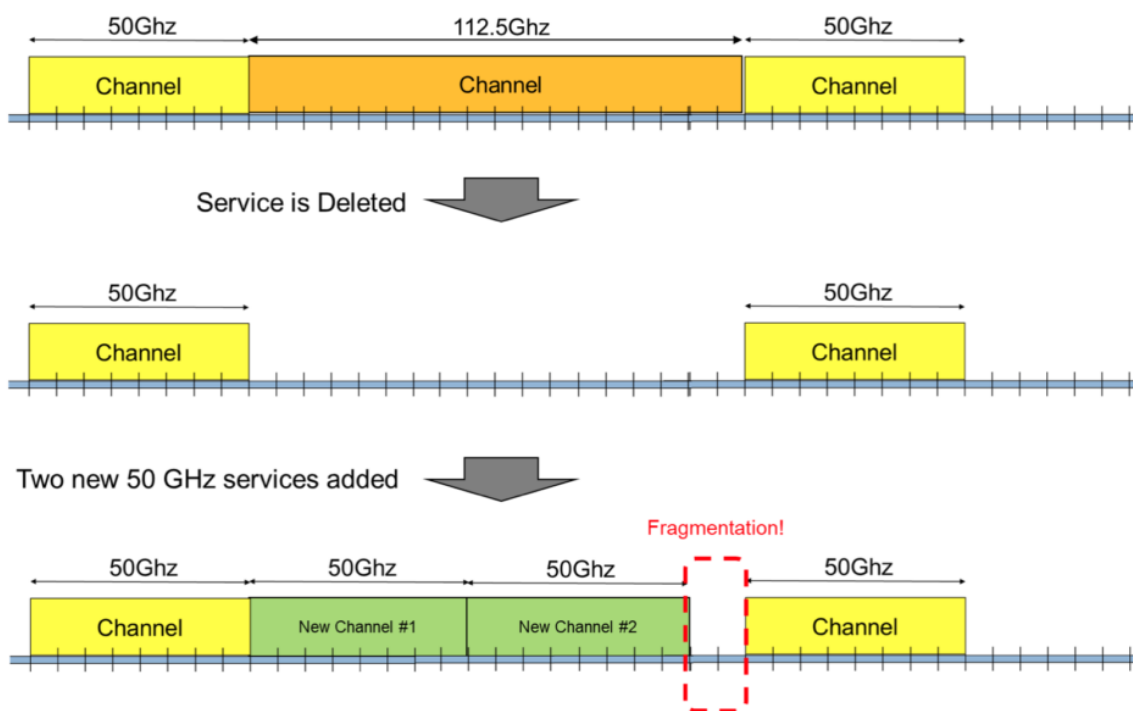 50Ghz
112.5Ghz
50Ghz
Channel
Channel
Channel
Service is Deleted
50Ghz
50Ghz
Channel
Channel
Two new 50 GHz services added
Fragmentation!
50Ghz
50Ghz
50Ghz
50Ghz
Channel
New Channel #1
New Channel #2
Channel